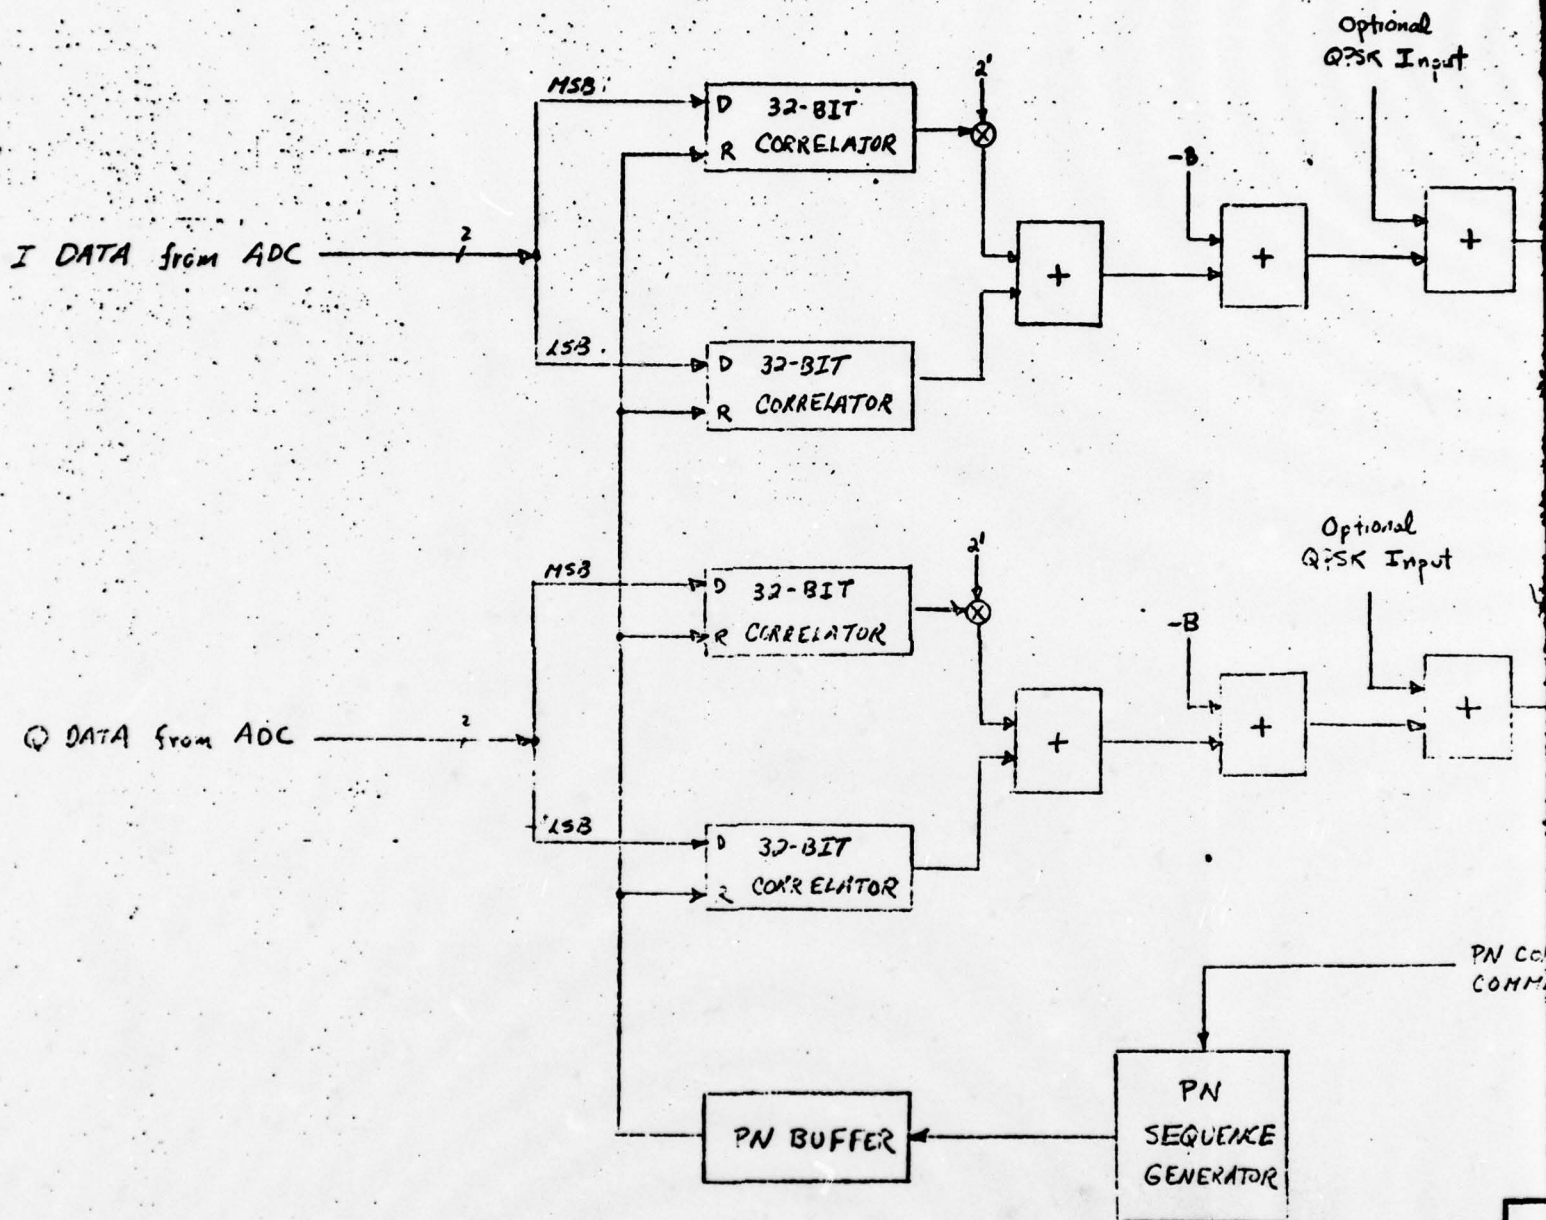 Optional
QPSK Input
MSB
2'
D 32-BIT
R CORRELATOR
-B
I DATA from ADC
2
+
+
+
LSB
D 32-BIT
R CORRELATOR
Optional
QPSK Input
MSB
2'
D 32-BIT
R CORRELATOR
-B
Q DATA from ADC
2
+
+
+
LSB
D 32-BIT
R CORRELATOR
PN
PN BUFFER
PN
SEQUENCE
GENERATOR